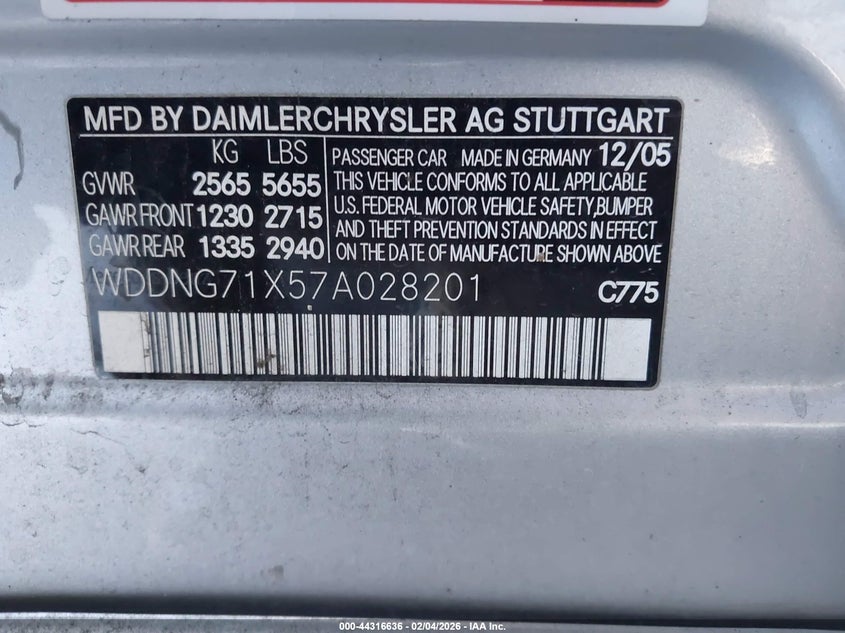 MFD BY DAIMLERCHRYSLER AG STUTTGART
KG LBS
GVWR 2565 5655
GAWR FRONT 1230 2715
GAWR REAR 1335 2940
PASSENGER CAR MADE IN GERMANY 12/05
THIS VEHICLE CONFORMS TO ALL APPLICABLE
U.S. FEDERAL MOTOR VEHICLE SAFETY,BUMPER
AND THEFT PREVENTION STANDARDS IN EFFECT
ON THE DATE OF MANUFACTURE SHOWN ABOVE
WDDNG71X57A028201 C775
000-44316636 - 02/04/2026 - IAA Inc.